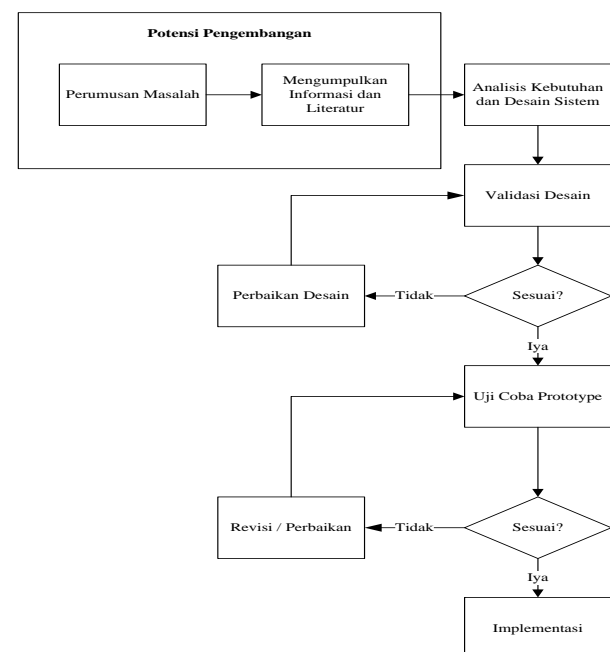 Potensi Pengembangan
Perumusan Masalah
Mengumpulkan
Informasi dan
Literatur
Analisis Kebutuhan
dan Desain Sistem
Validasi Desain
Perbaikan Desain
Tidak
Sesuai?
Iya
Uji Coba Prototype
Revisi / Perbaikan
Tidak
Sesuai?
Iya
Implementasi